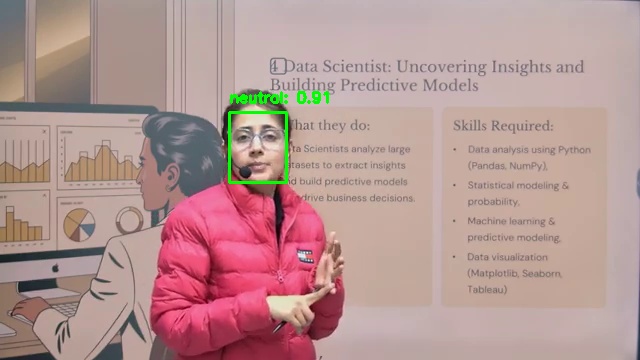 4 Data Scientist: Uncovering Insights and
Building Predictive Models
neutral: 0.91
What they do:
Data Scientists analyze large
datasets to extract insights
and build predictive models
drive business decisions.
Skills Required:
• Data analysis using Python
(Pandas, NumPy),
• Statistical modeling &
probability,
• Machine learning &
predictive modeling,
• Data visualization
(Matplotlib, Seaborn,
Tableau)